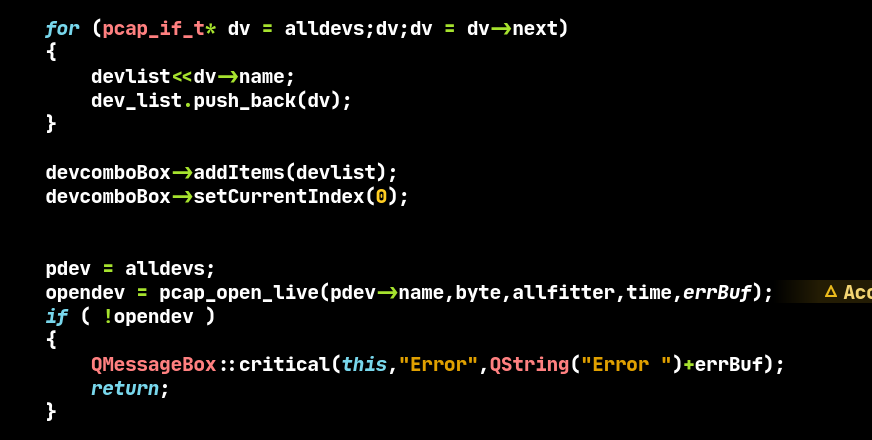 for (pcap_if_t* dv = alldevs;dv;dv = dv->next)
{
devlist<<dv->name;
dev_list.push_back(dv);
}
devcomboBox->addItems(devlist);
devcomboBox->setCurrentIndex(0);
pdev = alldevs;
opendev = pcap_open_live(pdev->name,byte,allfitter,time,errBuf); △ Acc
if ( !opendev )
{
QMessageBox::critical(this,"Error",QString("Error ")+errBuf);
return;
}